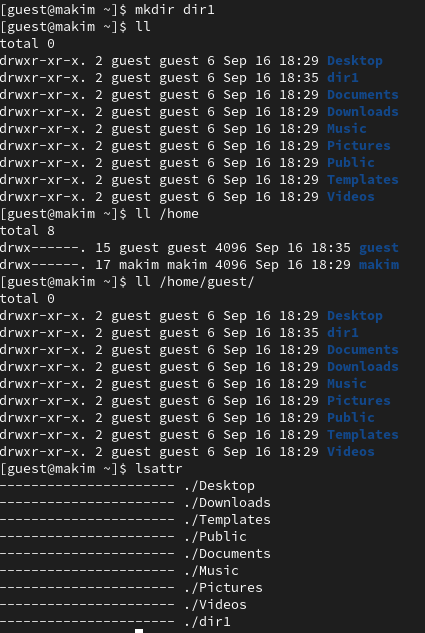 [guest@makim ~]$ mkdir dir1
[guest@makim ~]$ ll
total 0
drwxr-xr-x. 2 guest guest 6 Sep 16 18:29 Desktop
drwxr-xr-x. 2 guest guest 6 Sep 16 18:35 dir1
drwxr-xr-x. 2 guest guest 6 Sep 16 18:29 Documents
drwxr-xr-x. 2 guest guest 6 Sep 16 18:29 Downloads
drwxr-xr-x. 2 guest guest 6 Sep 16 18:29 Music
drwxr-xr-x. 2 guest guest 6 Sep 16 18:29 Pictures
drwxr-xr-x. 2 guest guest 6 Sep 16 18:29 Public
drwxr-xr-x. 2 guest guest 6 Sep 16 18:29 Templates
drwxr-xr-x. 2 guest guest 6 Sep 16 18:29 Videos
[guest@makim ~]$ ll /home
total 8
drwx------. 15 guest guest 4096 Sep 16 18:35 guest
drwx------. 17 makim makim 4096 Sep 16 18:29 makim
[guest@makim ~]$ ll /home/guest/
total 0
drwxr-xr-x. 2 guest guest 6 Sep 16 18:29 Desktop
drwxr-xr-x. 2 guest guest 6 Sep 16 18:35 dir1
drwxr-xr-x. 2 guest guest 6 Sep 16 18:29 Documents
drwxr-xr-x. 2 guest guest 6 Sep 16 18:29 Downloads
drwxr-xr-x. 2 guest guest 6 Sep 16 18:29 Music
drwxr-xr-x. 2 guest guest 6 Sep 16 18:29 Pictures
drwxr-xr-x. 2 guest guest 6 Sep 16 18:29 Public
drwxr-xr-x. 2 guest guest 6 Sep 16 18:29 Templates
drwxr-xr-x. 2 guest guest 6 Sep 16 18:29 Videos
[guest@makim ~]$ lsattr
---------------------- ./Desktop
---------------------- ./Downloads
---------------------- ./Templates
---------------------- ./Public
---------------------- ./Documents
---------------------- ./Music
---------------------- ./Pictures
---------------------- ./Videos
---------------------- ./dir1